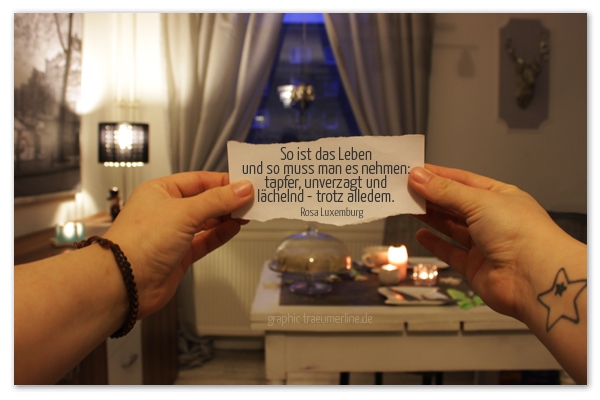 So ist das Leben
und so muss man es nehmen:
tapfer, unverzagt und
lächelnd - trotz alledem.
Rosa Luxemburg
graphic-traeumerline.de